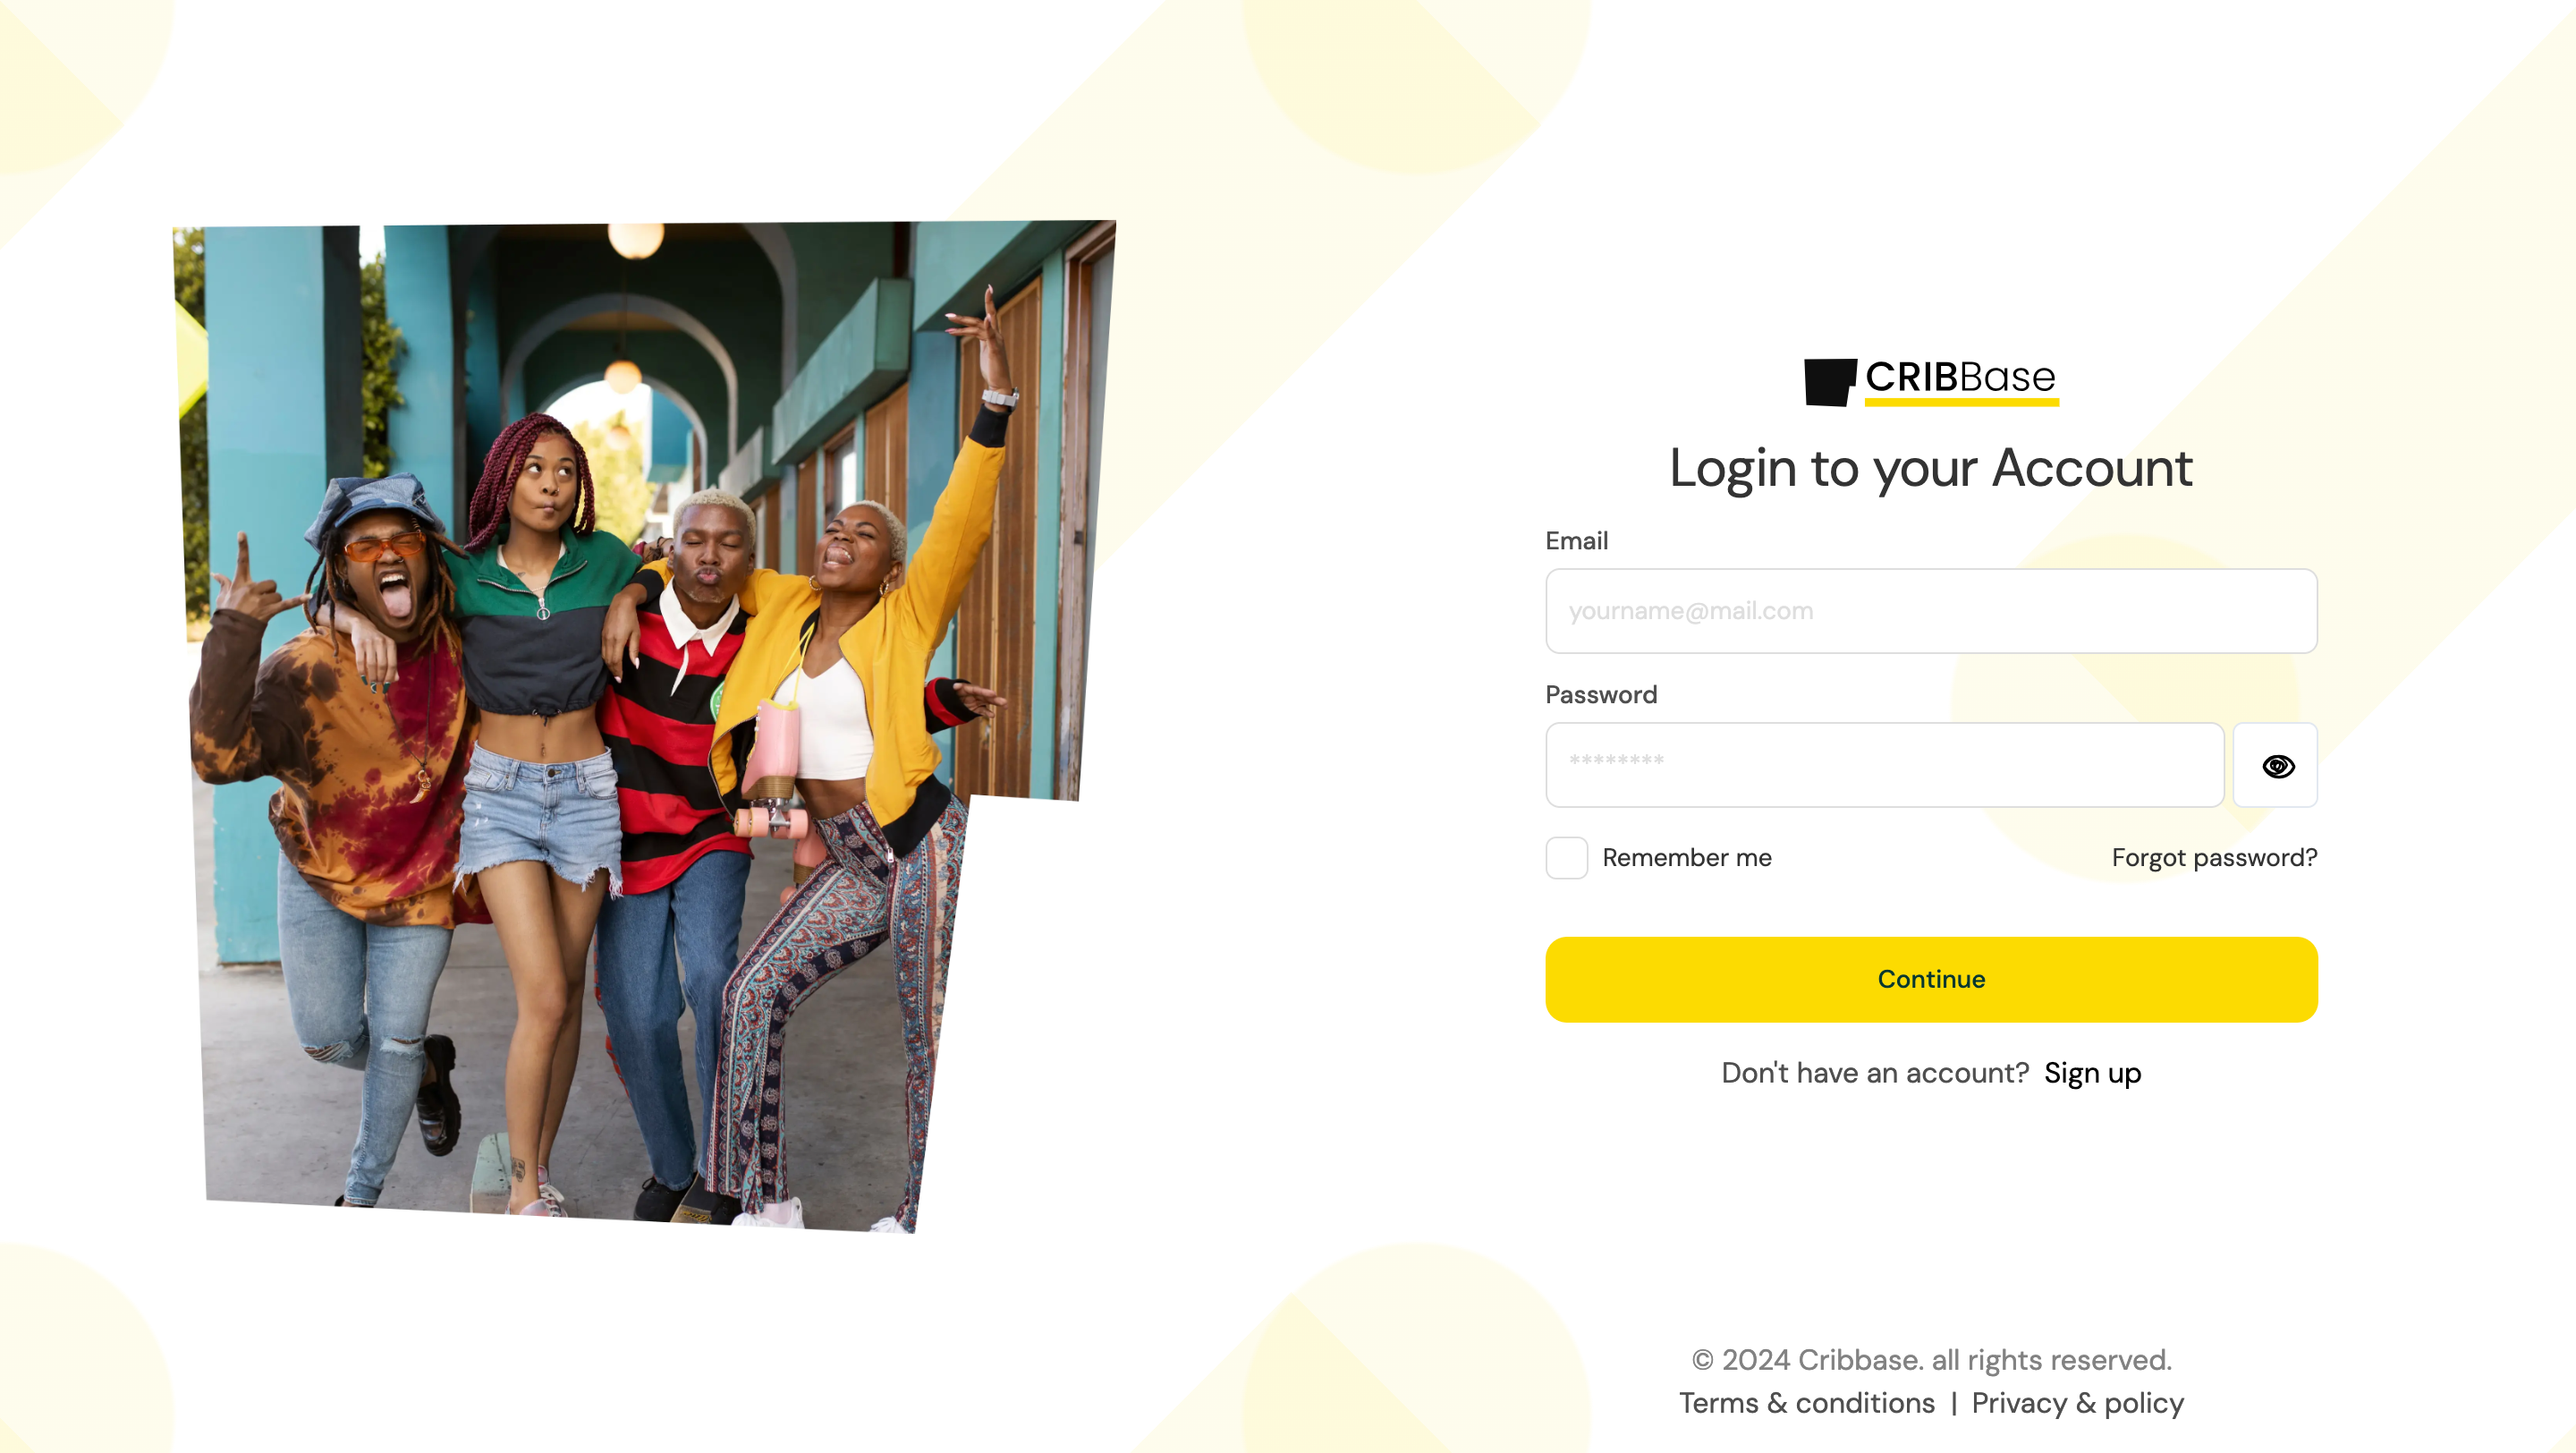 CRIBBase
Login to your Account
Email
yourname@mail.com
Password
********
Remember me
Forgot password?
Continue
Don't have an account? Sign up
© 2024 Cribbase. all rights reserved.
Terms & conditions | Privacy & policy